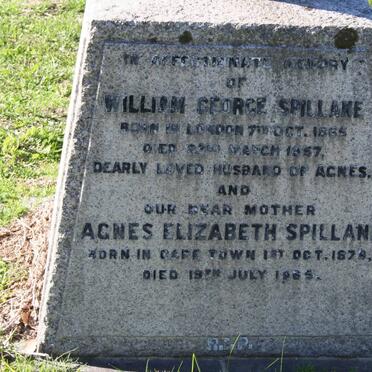 IN AFFECTIONATE MEMORY
OF
WILLIAM GEORGE SPILLANE
BORN IN LONDON 7TH OCT. 1865
DIED MARCH 1957.
DEARLY LOVED HUSBAND OF AGNES,
AND
OUR DEAR MOTHER
AGNES ELIZABETH SPILLAN
BORN IN CAPE TOWN 1ST OCT. 1878,
DIED 19TH JULY 1965.
R.I.P.